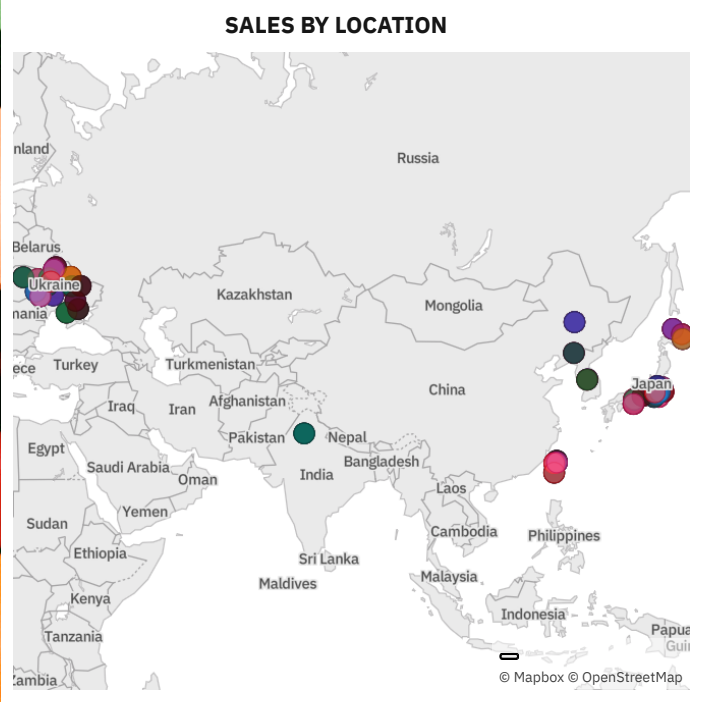 SALES BY LOCATION
nland
Russia
Belarus
Ukraine
mania
Kazakhstan
Mongolia
ece
Turkey
Turkmenistan
Japan
China
Iraq
Iran
Afghanistan
Pakistan
Nepal
Egypt
Saudi Arabia
Oman
India
Bangladesh
Laos
Yemen
Sudan
Ethiopia
Cambodia
Philippines
Sri Lanka
Maldives
Malaysia
Kenya
Indonesia
Tanzania
Papua
Gui
Zambia
© Mapbox © OpenStreetMap